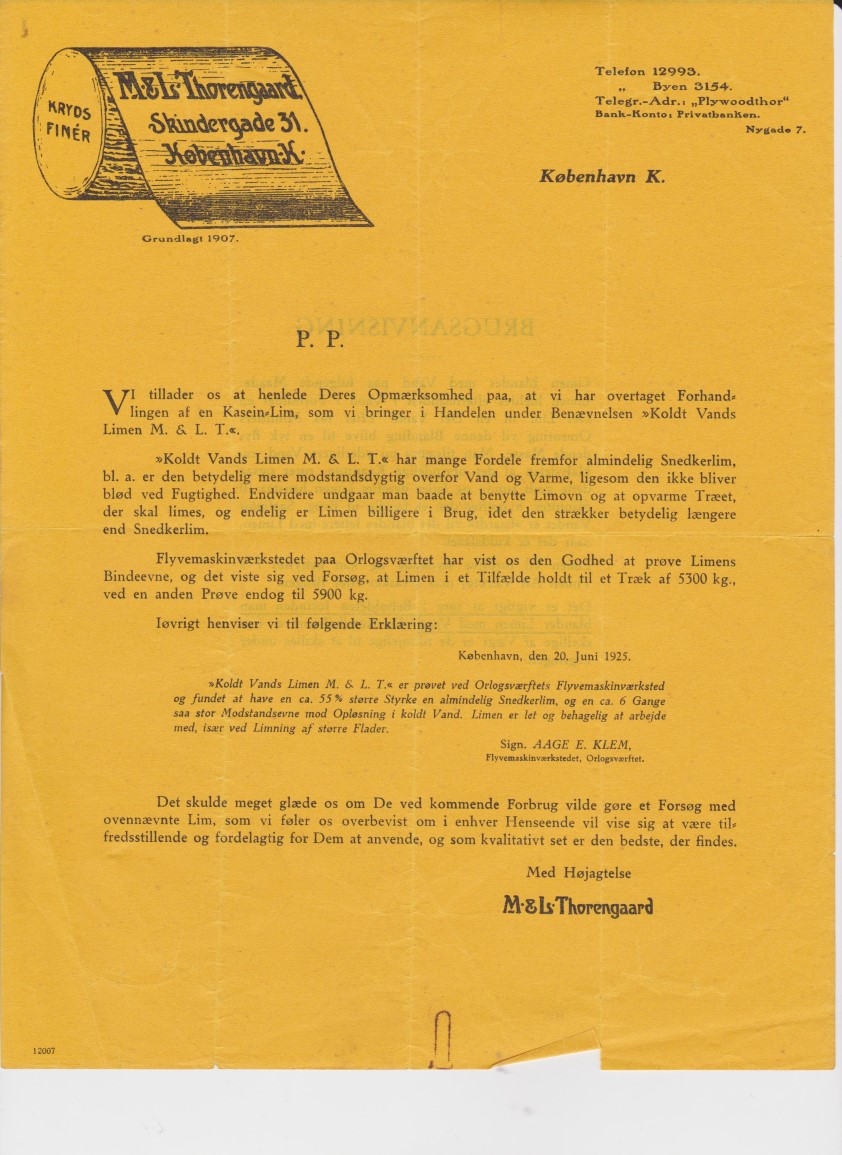 KRYDS
FINÉR
M. & L. Thorengaard.
Skindergade 31.
København. K.
Grundlagt 1907.
Telefon 12993.
„ Byen 3154.
Telegr.-Adr.: „Plywoodthor"
Bank-Konto: Privatbanken.
Nygade 7.
København K.
BRUGSANVISNING
P. P.
VI tillader os at henlede Deres Opmærksomhed paa, at vi har overtaget Forhand-
lingen af en Kasein-Lim, som vi bringer i Handelen under Benævnelsen »Koldt Vands
Limen M. & L. T.«.
»Koldt Vands Limen M. & L. T.« har mange Fordele fremfor almindelig Snedkerlim,
bl. a. er den betydelig mere modstandsdygtig overfor Vand og Varme, ligesom den ikke bliver
blød ved Fugtighed. Endvidere undgaar man baade at benytte Limovn og at opvarme Træet,
der skal limes, og endelig er Limen billigere i Brug, idet den strækker betydelig længere
end Snedkerlim.
Flyvemaskinværkstedet paa Orlogsværftet har vist os den Godhed at prøve Limens
Bindeevne, og det viste sig ved Forsøg, at Limen i et Tilfælde holdt til et Træk af 5300 kg.,
ved en anden Prøve endog til 5900 kg.
Iøvrigt henviser vi til følgende Erklæring:
København, den 20. Juni 1925.
»Koldt Vands Limen M. & L. T.« er prøvet ved Orlogsværftets Flyvemaskinværksted
og fundet at have en ca. 55 % større Styrke en almindelig Snedkerlim, og en ca. 6 Gange
saa stor Modstandsevne mod Opløsning i koldt Vand. Limen er let og behagelig at arbejde
med, især ved Limning af større Flader.
Sign. AAGE E. KLEM,
Flyvemaskinværkstedet, Orlogsværftet.
Det skulde meget glæde os om De ved kommende Forbrug vilde gøre et Forsøg med
ovennævnte Lim, som vi føler os overbevist om i enhver Henseende vil vise sig at være til-
fredsstillende og fordelagtig for Dem at anvende, og som kvalitativt set er den bedste, der findes.
Med Højagtelse
M. & L. Thorengaard
12007